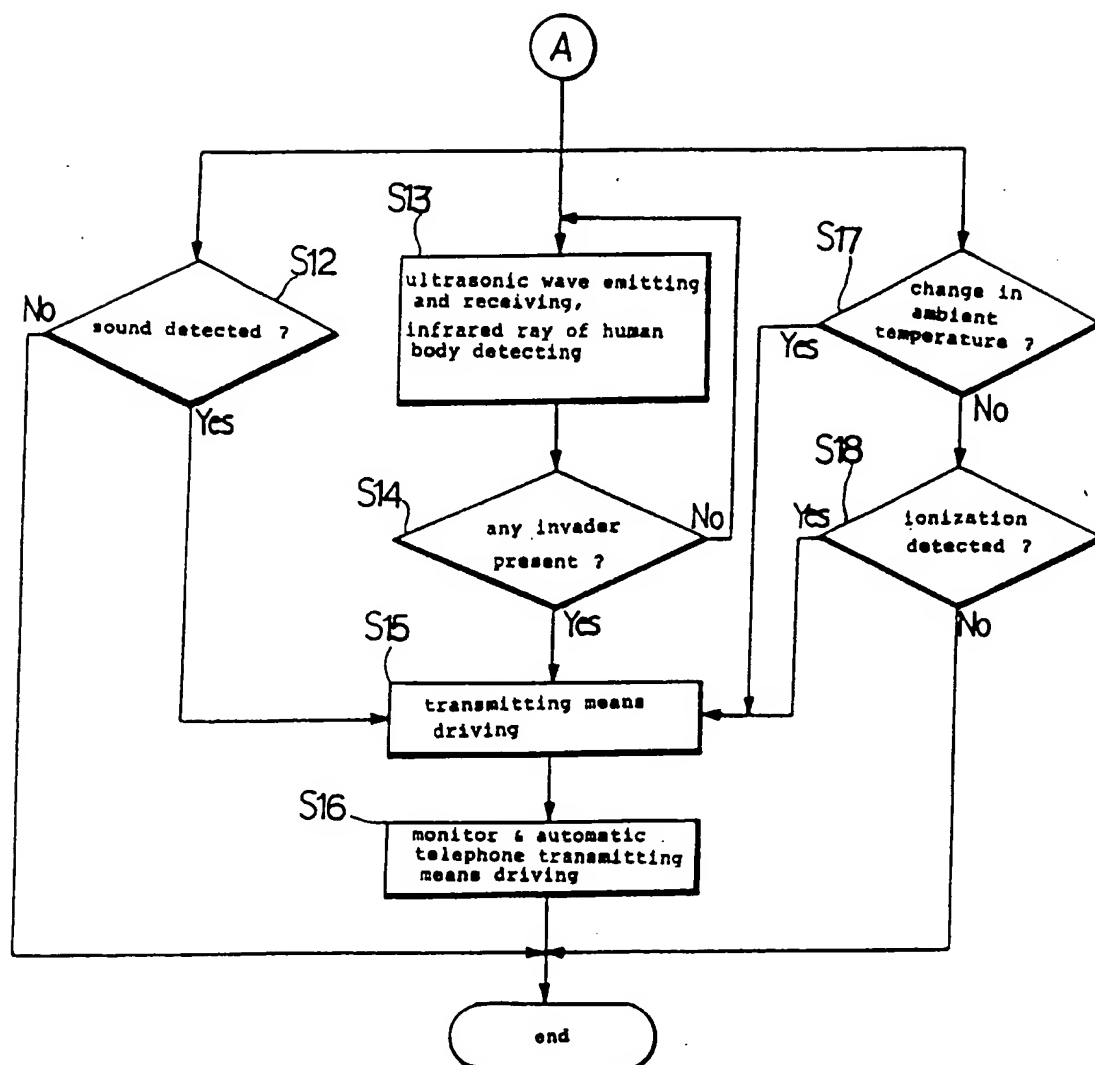 A
S12
No
sound detected ?
Yes
S13
ultrasonic wave emitting
and receiving,
infrared ray of human
body detecting
S14
any invader
present ?
No
Yes
S17
change in
ambient
temperature ?
Yes
No
S18
Yes
ionization
detected ?
No
S15
transmitting means
driving
S16
monitor & automatic
telephone transmitting
means driving
end